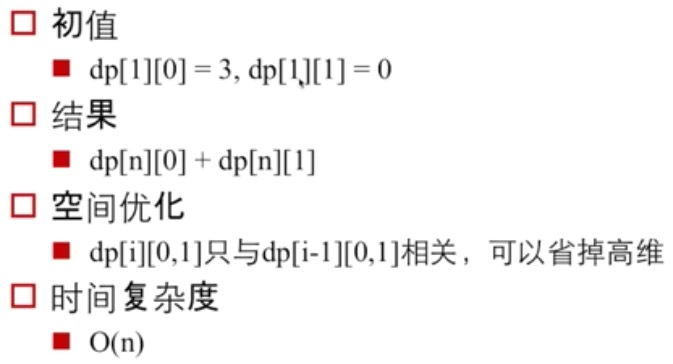 初值
dp[1][0] = 3, dp[1][1] = 0
结果
dp[n][0] + dp[n][1]
空间优化
dp[i][0,1]只与dp[i-1][0,1]相关，可以省掉高维
时间复杂度
O(n)